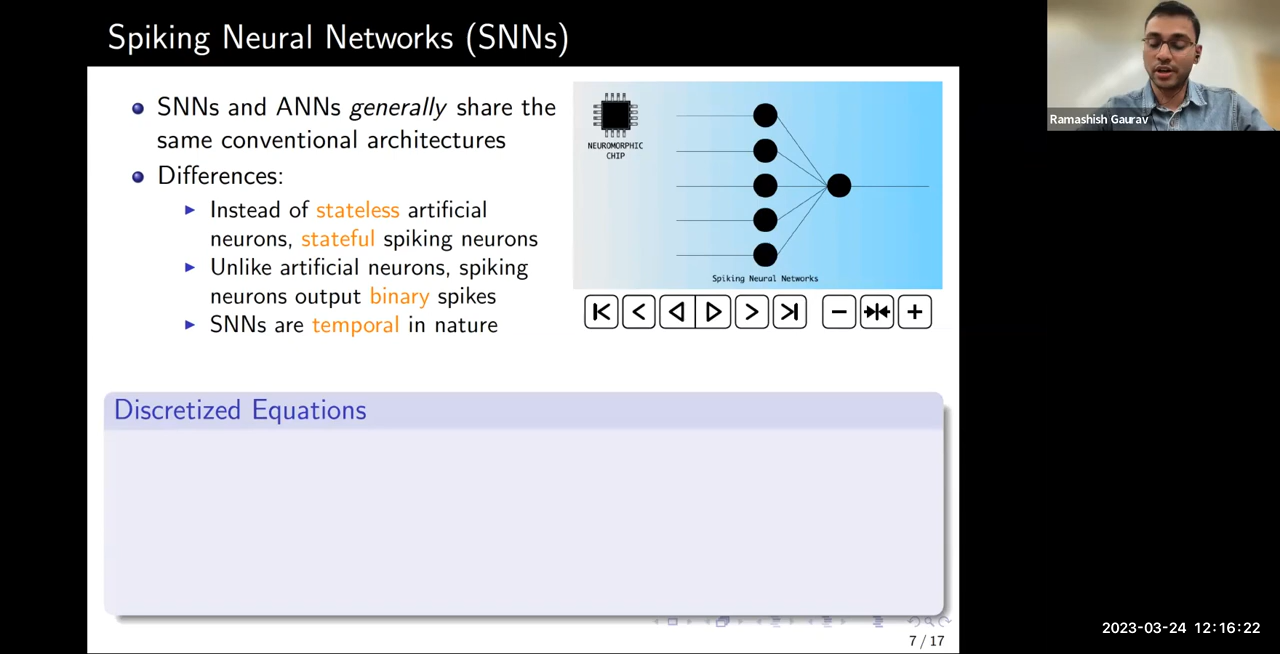 Spiking Neural Networks (SNNs)
SNNs and ANNs generally share the
same conventional architectures
Differences:
Instead of stateless artificial
neurons, stateful spiking neurons
Unlike artificial neurons, spiking
neurons output binary spikes
SNNs are temporal in nature
NEUROMORPHIC
CHIP
Spiking Neural Networks
Discretized Equations
7 / 17
Ramashish Gaurav
2023-03-24 12:16:22